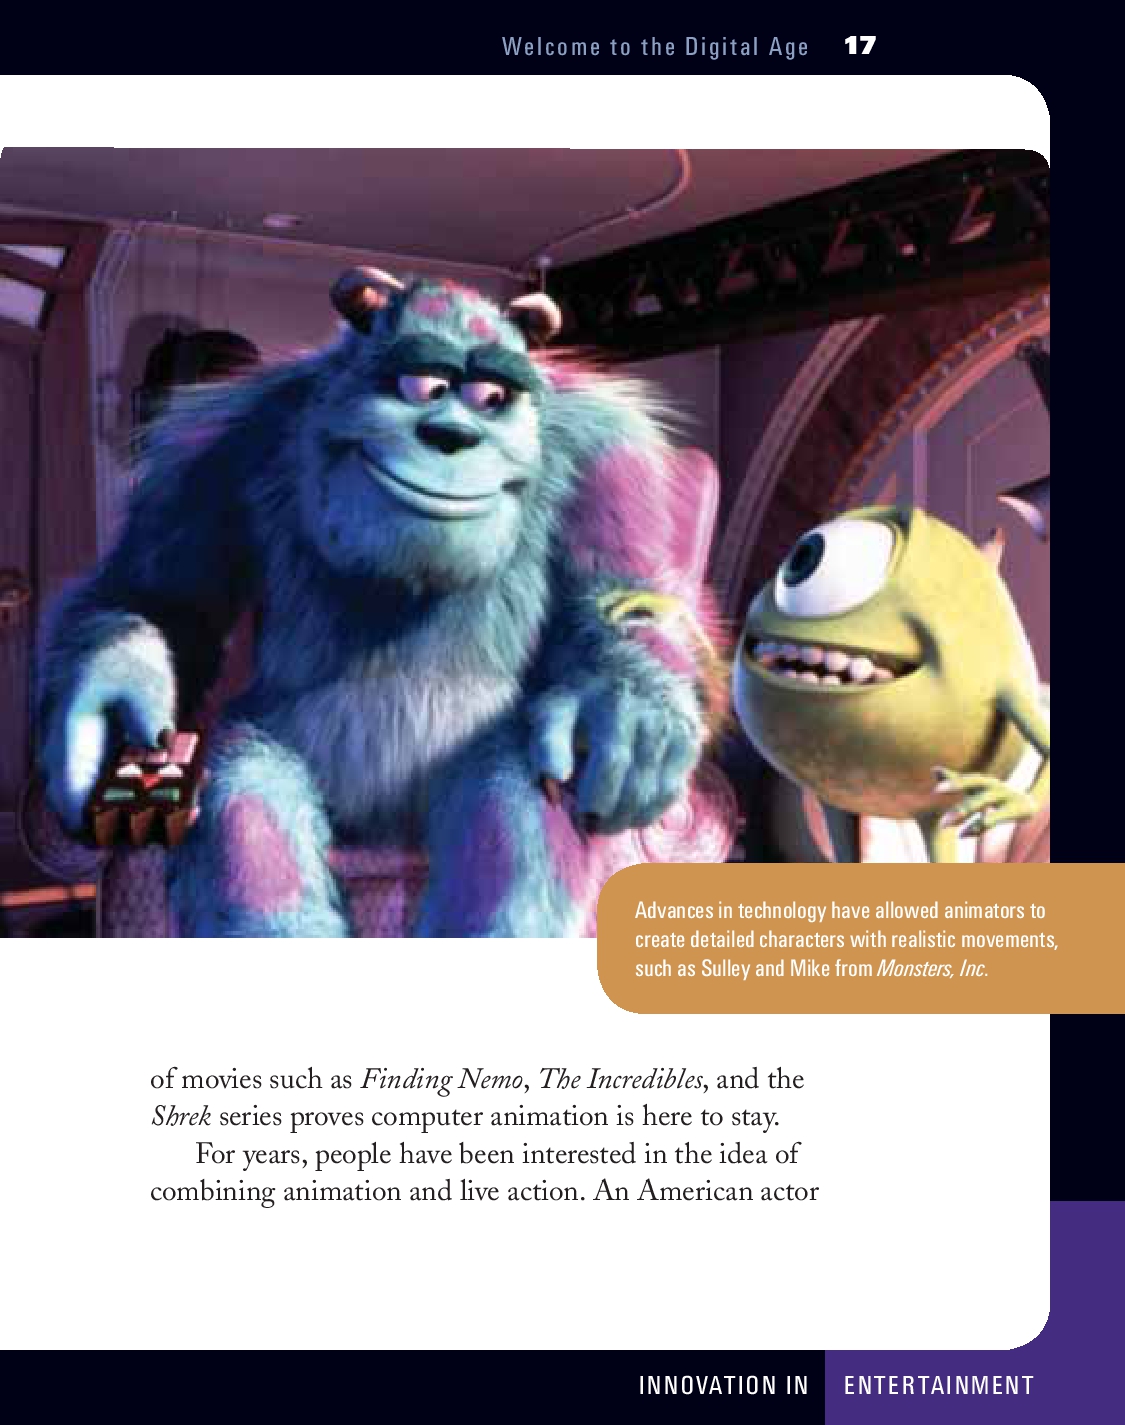 Welcome to the Digital Age 17
Advances in technology have allowed animators to
create detailed characters with realistic movements,
such as Sulley and Mike from Monsters, Inc.
of movies such as Finding Nemo, The Incredibles, and the
Shrek series proves computer animation is here to stay.
For years, people have been interested in the idea of
combining animation and live action. An American actor
INNOVATION IN ENTERTAINMENT